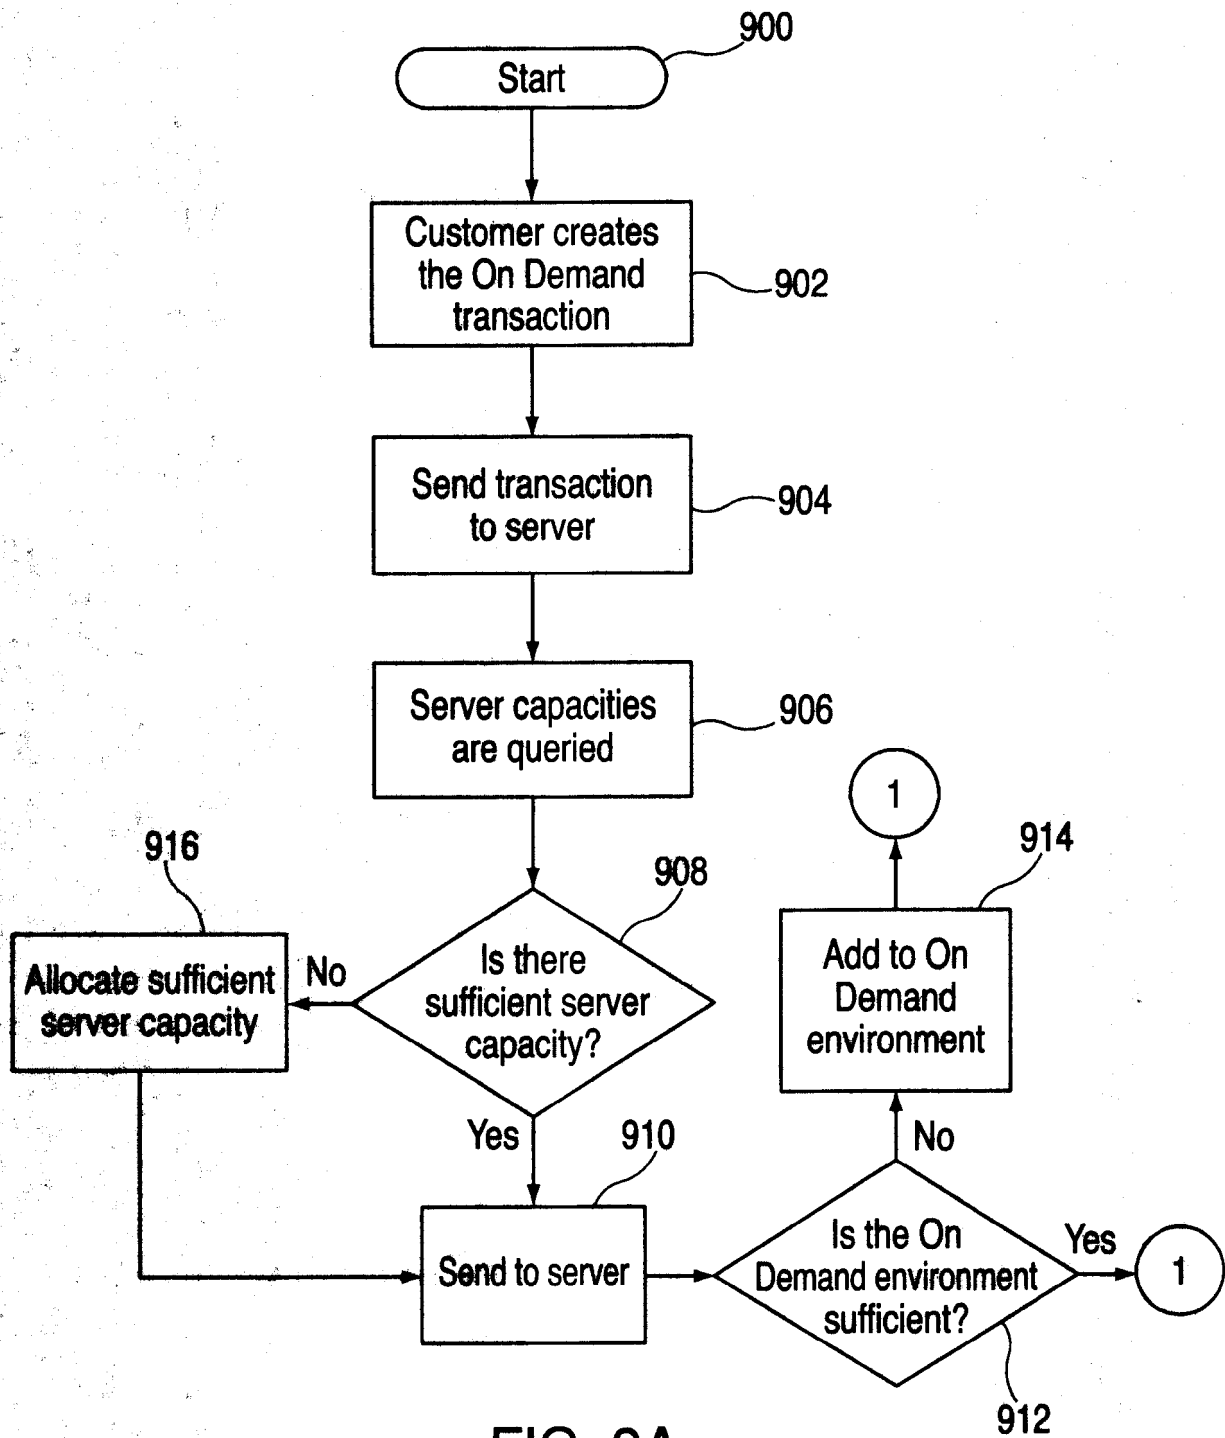 900
Start
Customer creates
the On Demand
transaction
902
Send transaction
to server
904
Server capacities
are queried
906
1
914
916
908
Add to On
Demand
environment
Allocate sufficient
server capacity
No
Is there
sufficient server
capacity?
Yes
910
No
Send to server
Is the On
Demand environment
sufficient?
Yes
1
912